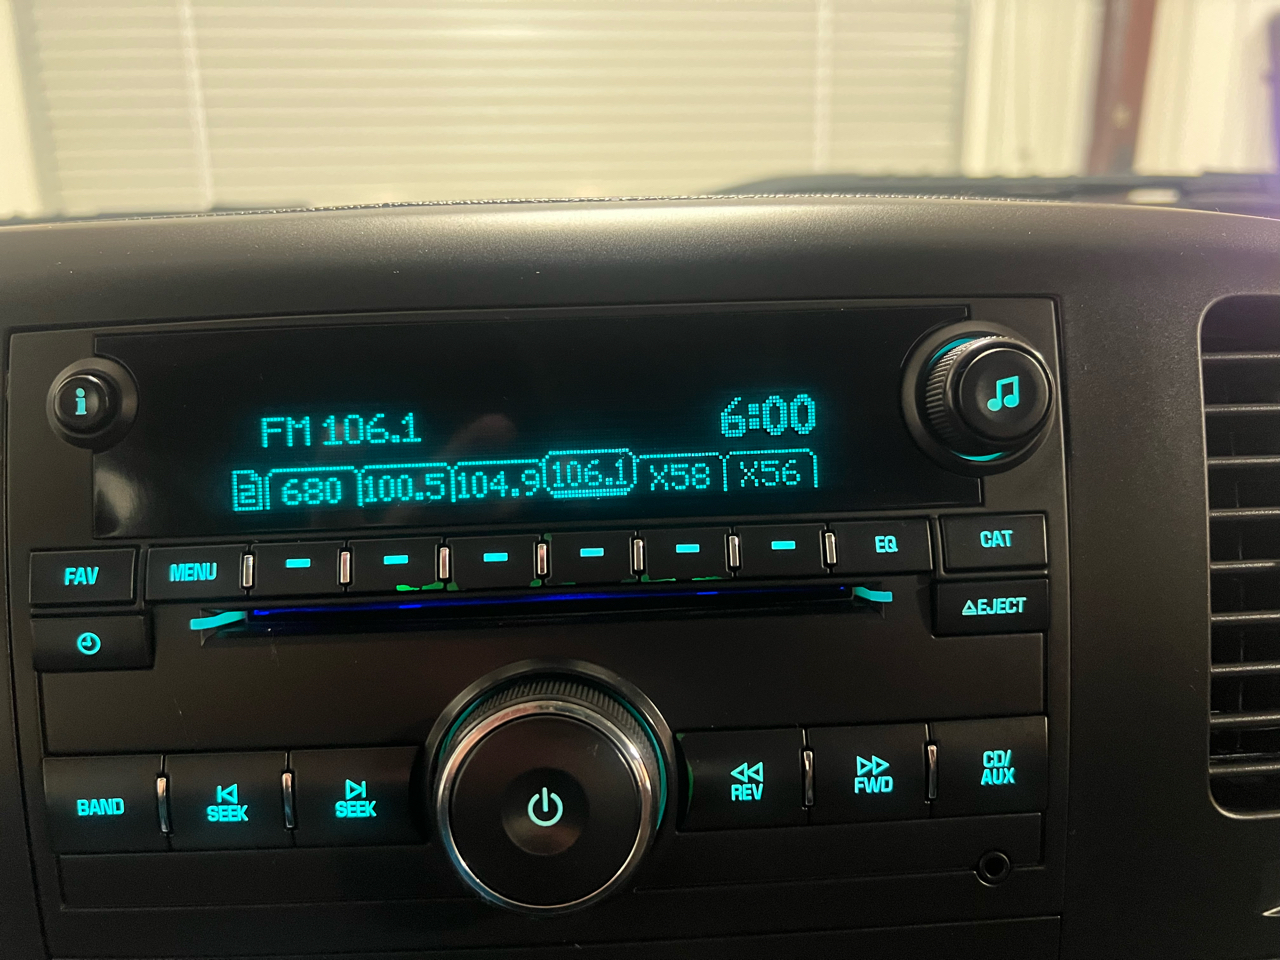 FM 106.1 6:00
2 680 100.5 104.9 106.1 X58 X56
FAV MENU EQ CAT
EJECT
BAND SEEK SEEK REV FWD CD/
AUX